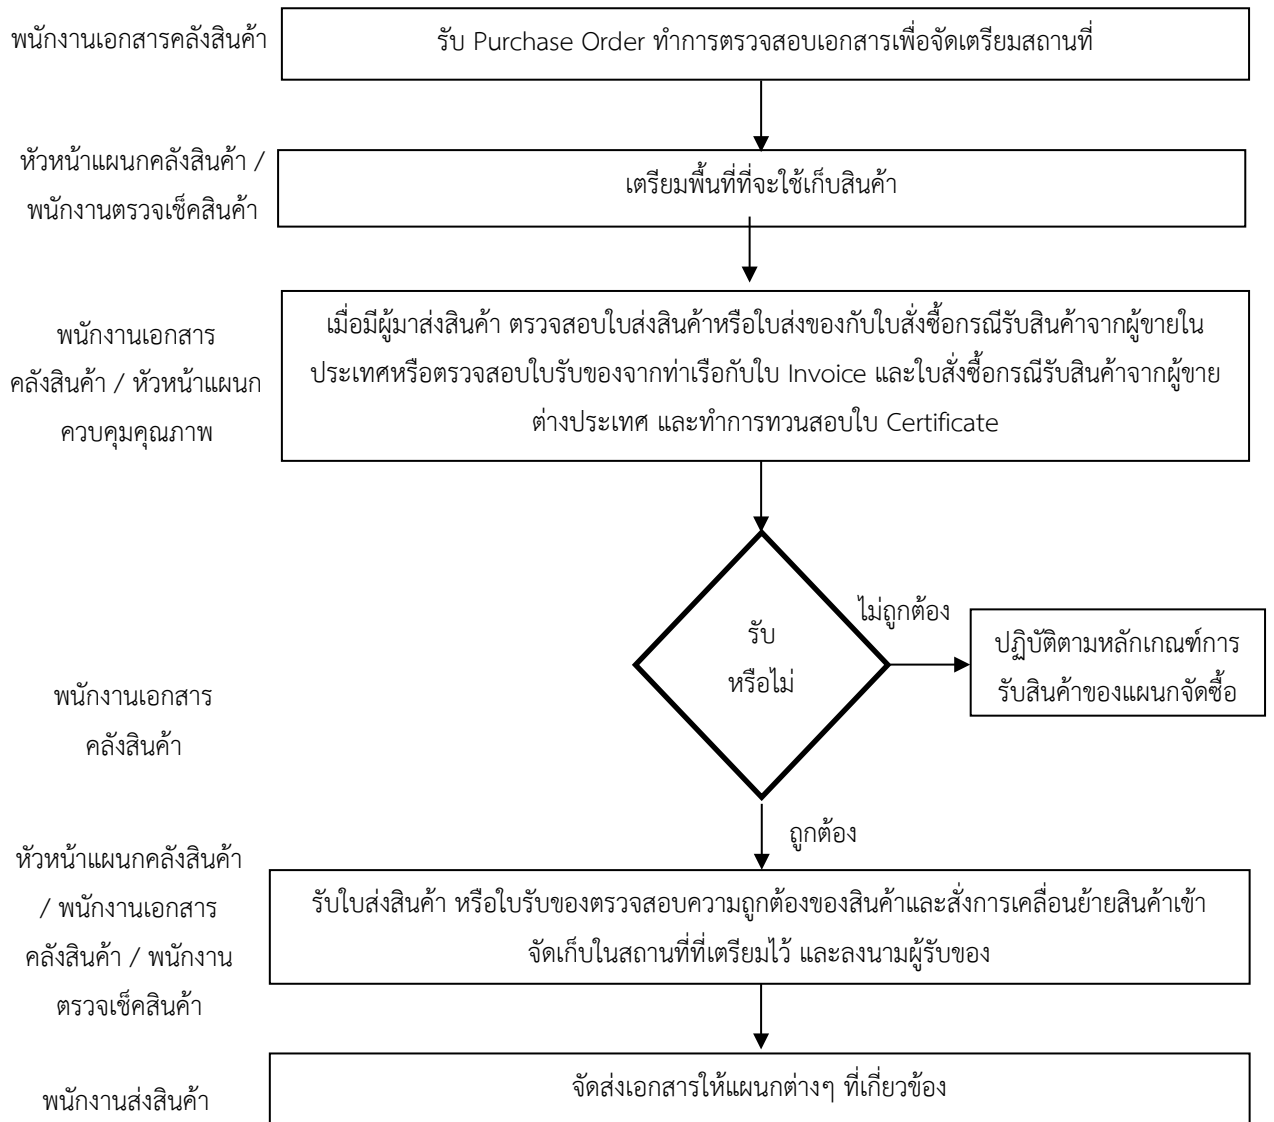 พนักงานเอกสารคลังสินค้า
รับ Purchase Order ทำการตรวจสอบเอกสารเพื่อจัดเตรียมสถานที่
หัวหน้าแผนกคลังสินค้า /
พนักงานตรวจเช็คสินค้า
เตรียมพื้นที่ที่จะใช้เก็บสินค้า
พนักงานเอกสาร
คลังสินค้า / หัวหน้าแผนก
ควบคุมคุณภาพ
เมื่อมีผู้มาส่งสินค้า ตรวจสอบใบส่งสินค้าหรือใบส่งของกับใบสั่งซื้อกรณีรับสินค้าจากผู้ขายใน
ประเทศหรือตรวจสอบใบรับของจากท่าเรือกับใบ Invoice และใบสั่งซื้อกรณีรับสินค้าจากผู้ขาย
ต่างประเทศ และทำการทวนสอบใบ Certificate
พนักงานเอกสาร
คลังสินค้า
รับ
หรือไม่
ไม่ถูกต้อง
ปฏิบัติตามหลักเกณฑ์การ
รับสินค้าของแผนกจัดซื้อ
ถูกต้อง
หัวหน้าแผนกคลังสินค้า
/ พนักงานเอกสาร
คลังสินค้า / พนักงาน
ตรวจเช็คสินค้า
รับใบส่งสินค้า หรือใบรับของตรวจสอบความถูกต้องของสินค้าและสั่งการเคลื่อนย้ายสินค้าเข้า
จัดเก็บในสถานที่ที่เตรียมไว้ และลงนามผู้รับของ
พนักงานส่งสินค้า
จัดส่งเอกสารให้แผนกต่างๆ ที่เกี่ยวข้อง